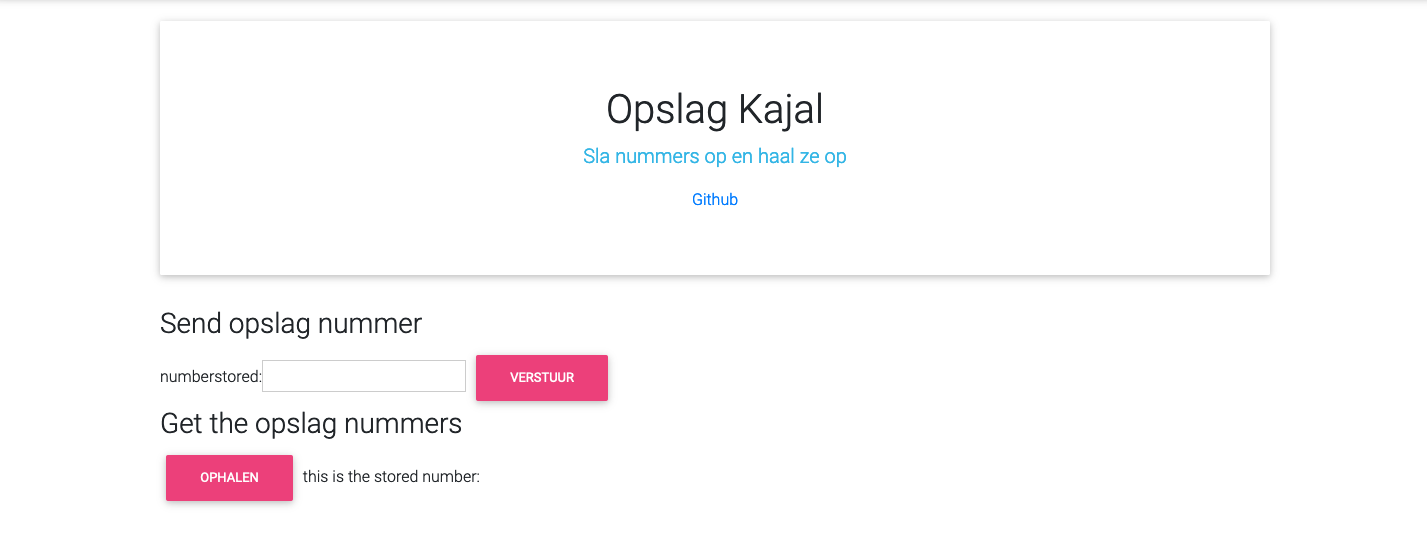 Opslag Kajal
Sla nummers op en haal ze op
Github
Send opslag nummer
numberstored: VERSTUUR
Get the opslag nummers
OPHALEN this is the stored number: